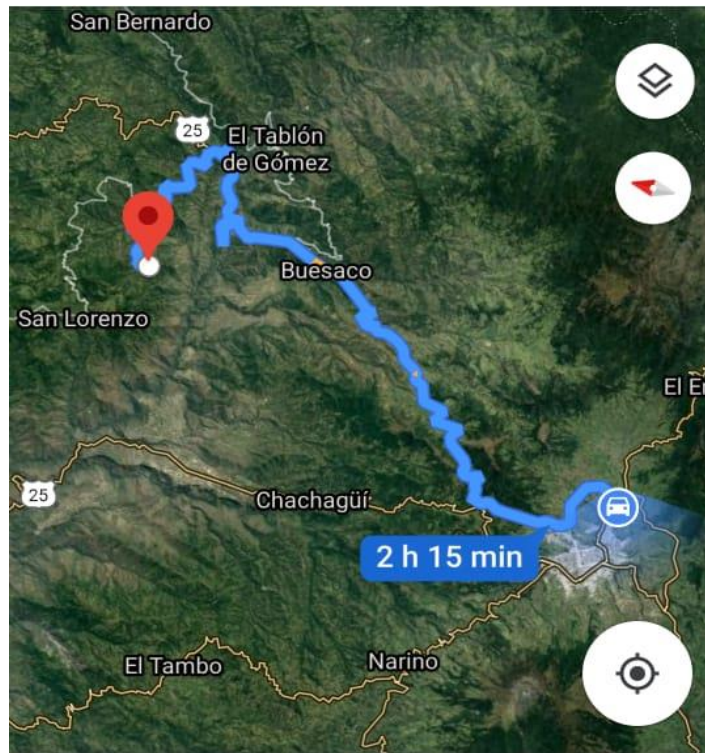 San Bernardo
25
El Tablón
de Gómez
Buesaco
San Lorenzo
El En
25
Chachagüí
2 h 15 min
El Tambo
Narino